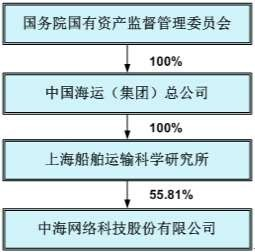 国务院国有资产监督管理委员会
100%
中国海运（集团）总公司
100%
上海船舶运输科学研究所
55.81%
中海网络科技股份有限公司